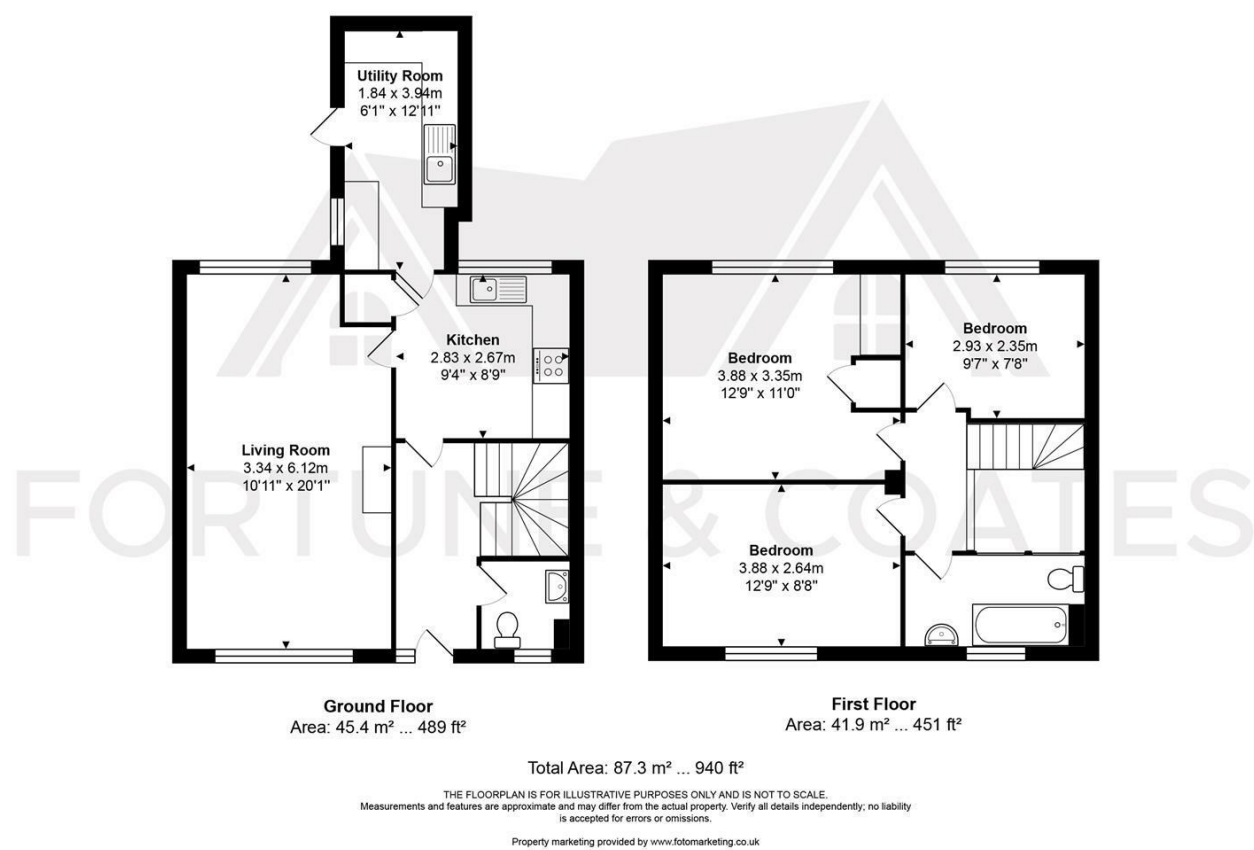 Utility Room
1.84 x 3.94m
6'1" x 12'11"
Kitchen
2.83 x 2.67m
9'4" x 8'9"
Living Room
3.34 x 6.12m
10'11" x 20'1"
Bedroom
3.88 x 3.35m
12'9" x 11'0"
Bedroom
2.93 x 2.35m
9'7" x 7'8"
Bedroom
3.88 x 2.64m
12'9" x 8'8"
FORTUNE & COATES
Ground Floor
Area: 45.4 m² ... 489 ft²
First Floor
Area: 41.9 m² ... 451 ft²
Total Area: 87.3 m² ... 940 ft²
THE FLOORPLAN IS FOR ILLUSTRATIVE PURPOSES ONLY AND IS NOT TO SCALE.
Measurements and features are approximate and may differ from the actual property. Verify all details independently; no liability
is accepted for errors or omissions.
Property marketing provided by www.fotomarketing.co.uk